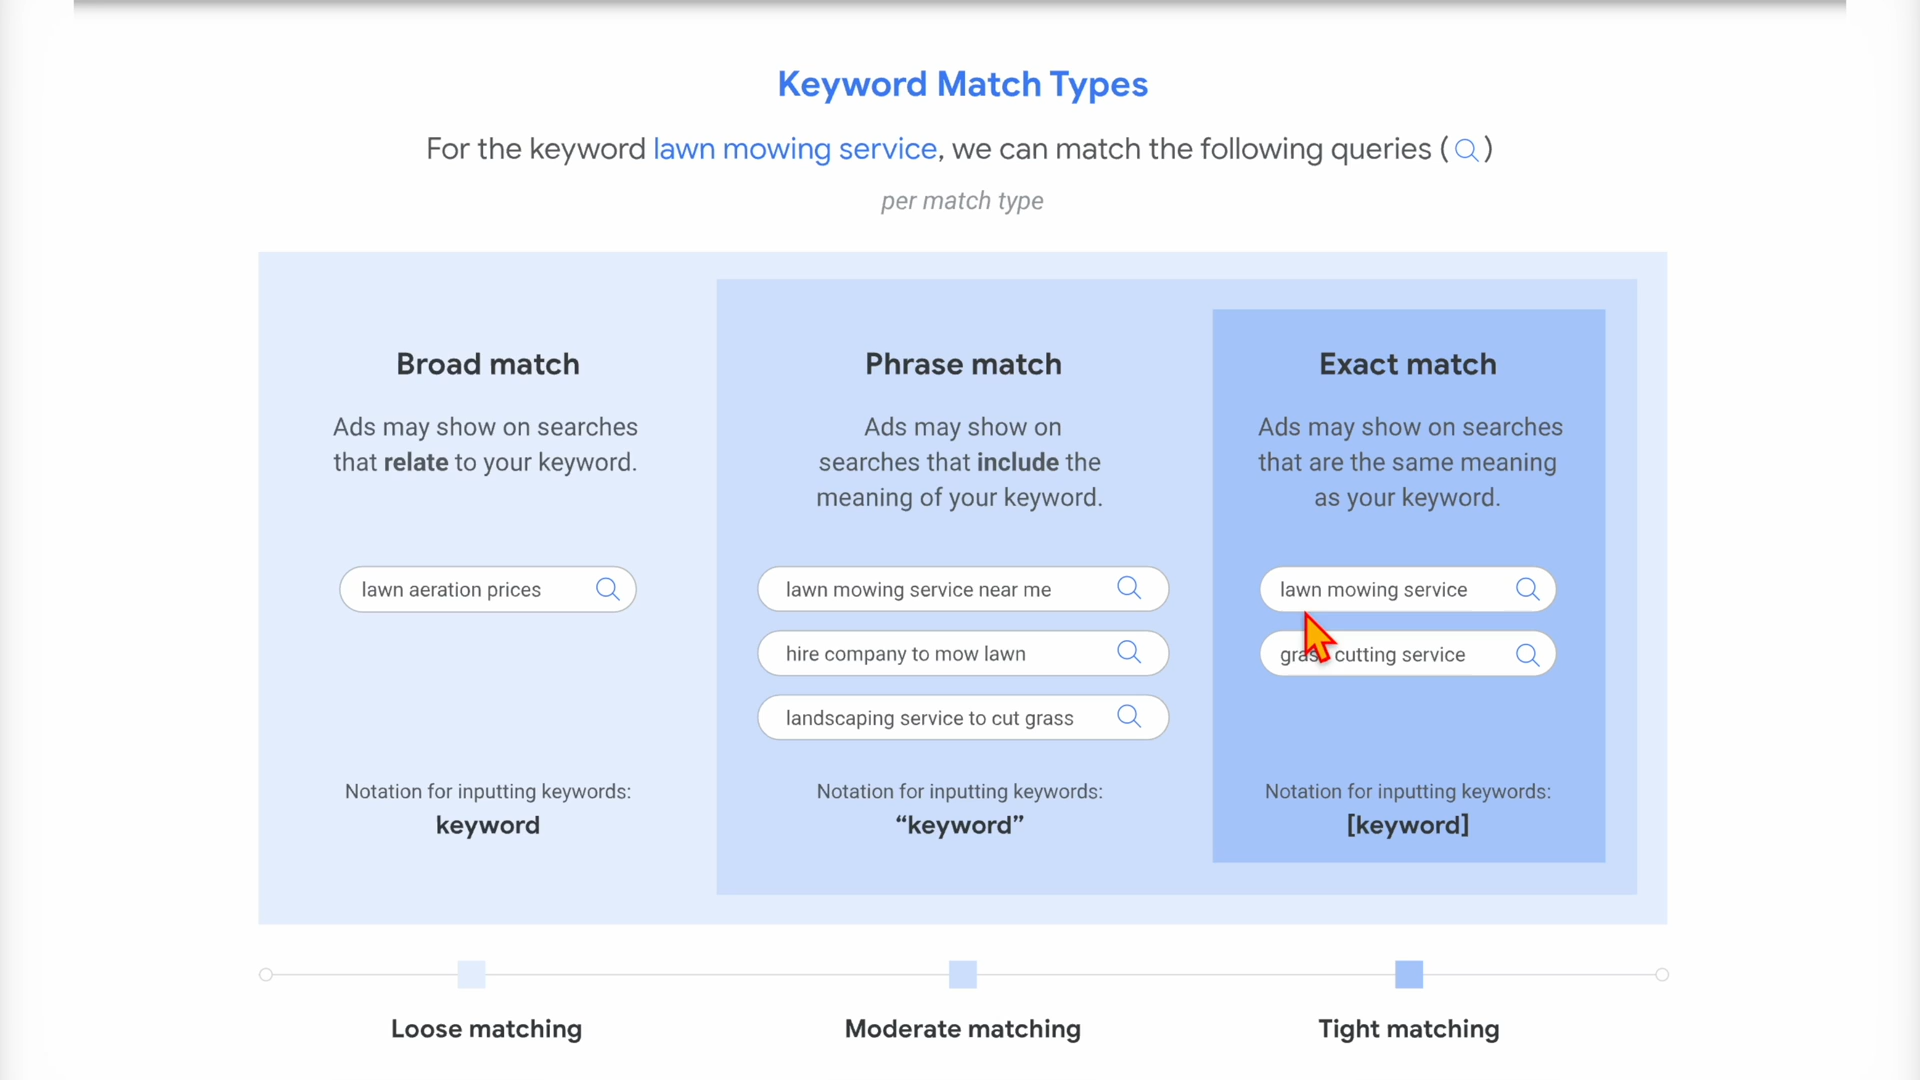 Keyword Match Types
For the keyword lawn mowing service, we can match the following queries ( )
per match type
Broad match
Ads may show on searches
that relate to your keyword.
lawn aeration prices
Notation for inputting keywords:
keyword
Phrase match
Ads may show on
searches that include the
meaning of your keyword.
lawn mowing service near me
hire company to mow lawn
landscaping service to cut grass
Notation for inputting keywords:
“keyword”
Exact match
Ads may show on searches
that are the same meaning
as your keyword.
lawn mowing service
grass cutting service
Notation for inputting keywords:
[keyword]
Loose matching
Moderate matching
Tight matching